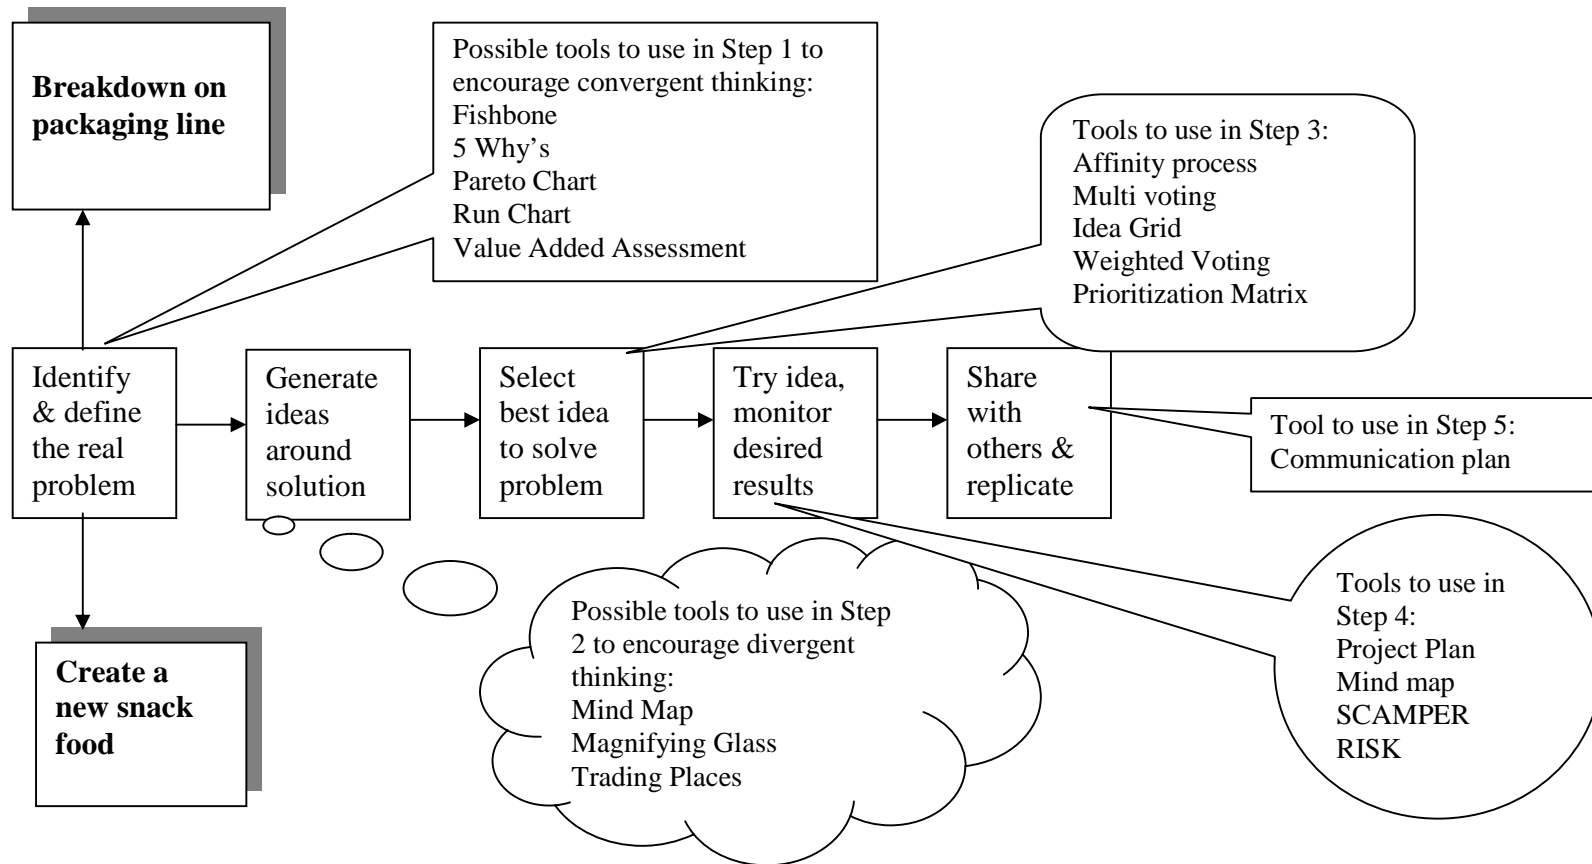 Breakdown on
packaging line
Possible tools to use in Step 1 to
encourage convergent thinking:
Fishbone
5 Why’s
Pareto Chart
Run Chart
Value Added Assessment
Tools to use in Step 3:
Affinity process
Multi voting
Idea Grid
Weighted Voting
Prioritization Matrix
Identify
& define
the real
problem
Generate
ideas
around
solution
Select
best idea
to solve
problem
Try idea,
monitor
desired
results
Share
with
others &
replicate
Tool to use in Step 5:
Communication plan
Create a
new snack
food
Possible tools to use in Step
2 to encourage divergent
thinking:
Mind Map
Magnifying Glass
Trading Places
Tools to use in
Step 4:
Project Plan
Mind map
SCAMPER
RISK